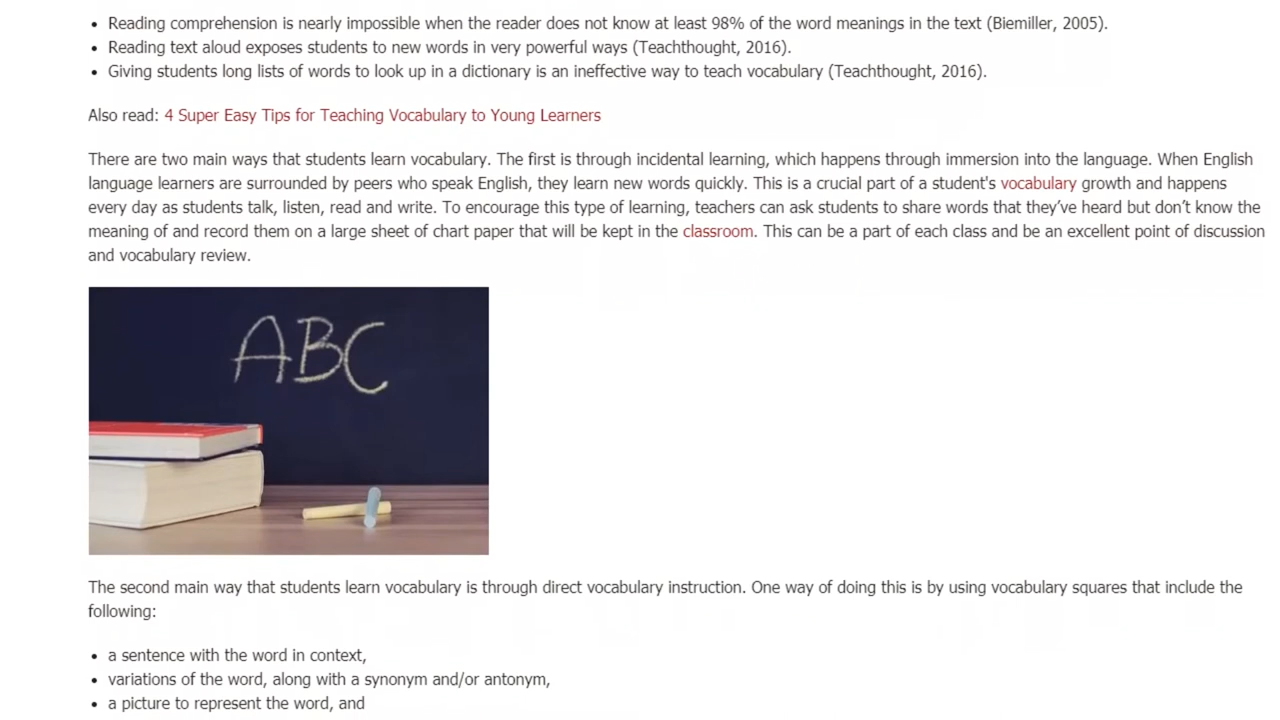 • Reading comprehension is nearly impossible when the reader does not know at least 98% of the word meanings in the text (Biemiller, 2005).
• Reading text aloud exposes students to new words in very powerful ways (Teachthought, 2016).
• Giving students long lists of words to look up in a dictionary is an ineffective way to teach vocabulary (Teachthought, 2016).
Also read: 4 Super Easy Tips for Teaching Vocabulary to Young Learners
There are two main ways that students learn vocabulary. The first is through incidental learning, which happens through immersion into the language. When English
language learners are surrounded by peers who speak English, they learn new words quickly. This is a crucial part of a student's vocabulary growth and happens
every day as students talk, listen, read and write. To encourage this type of learning, teachers can ask students to share words that they’ve heard but don’t know the
meaning of and record them on a large sheet of chart paper that will be kept in the classroom. This can be a part of each class and be an excellent point of discussion
and vocabulary review.
ABC
The second main way that students learn vocabulary is through direct vocabulary instruction. One way of doing this is by using vocabulary squares that include the
following:
• a sentence with the word in context,
• variations of the word, along with a synonym and/or antonym,
• a picture to represent the word, and